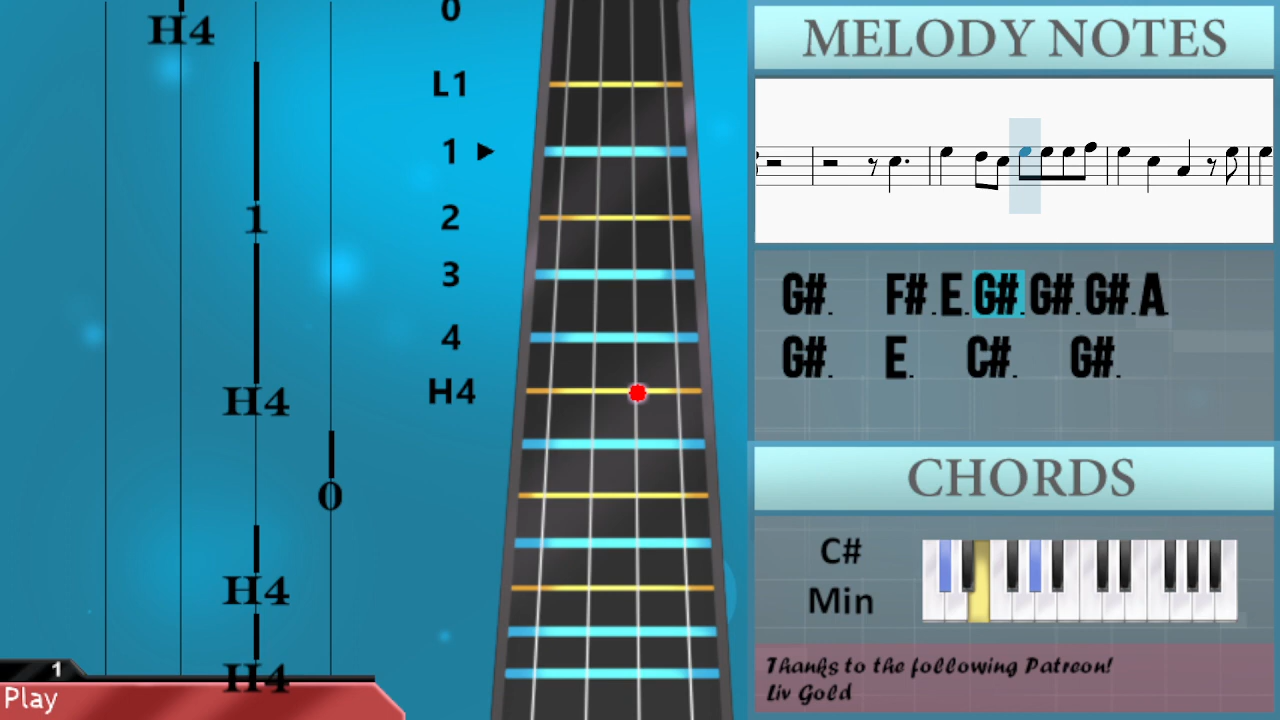 H4
1
H4
0
H4
H4
1
Play
0
L1
1
2
3
4
H4
MELODY NOTES
G#. F#.E.G#.G#.G#.A.
G#. E. C#. G#.
CHORDS
C#
Min
Thanks to the following Patreon!
Liv Gold